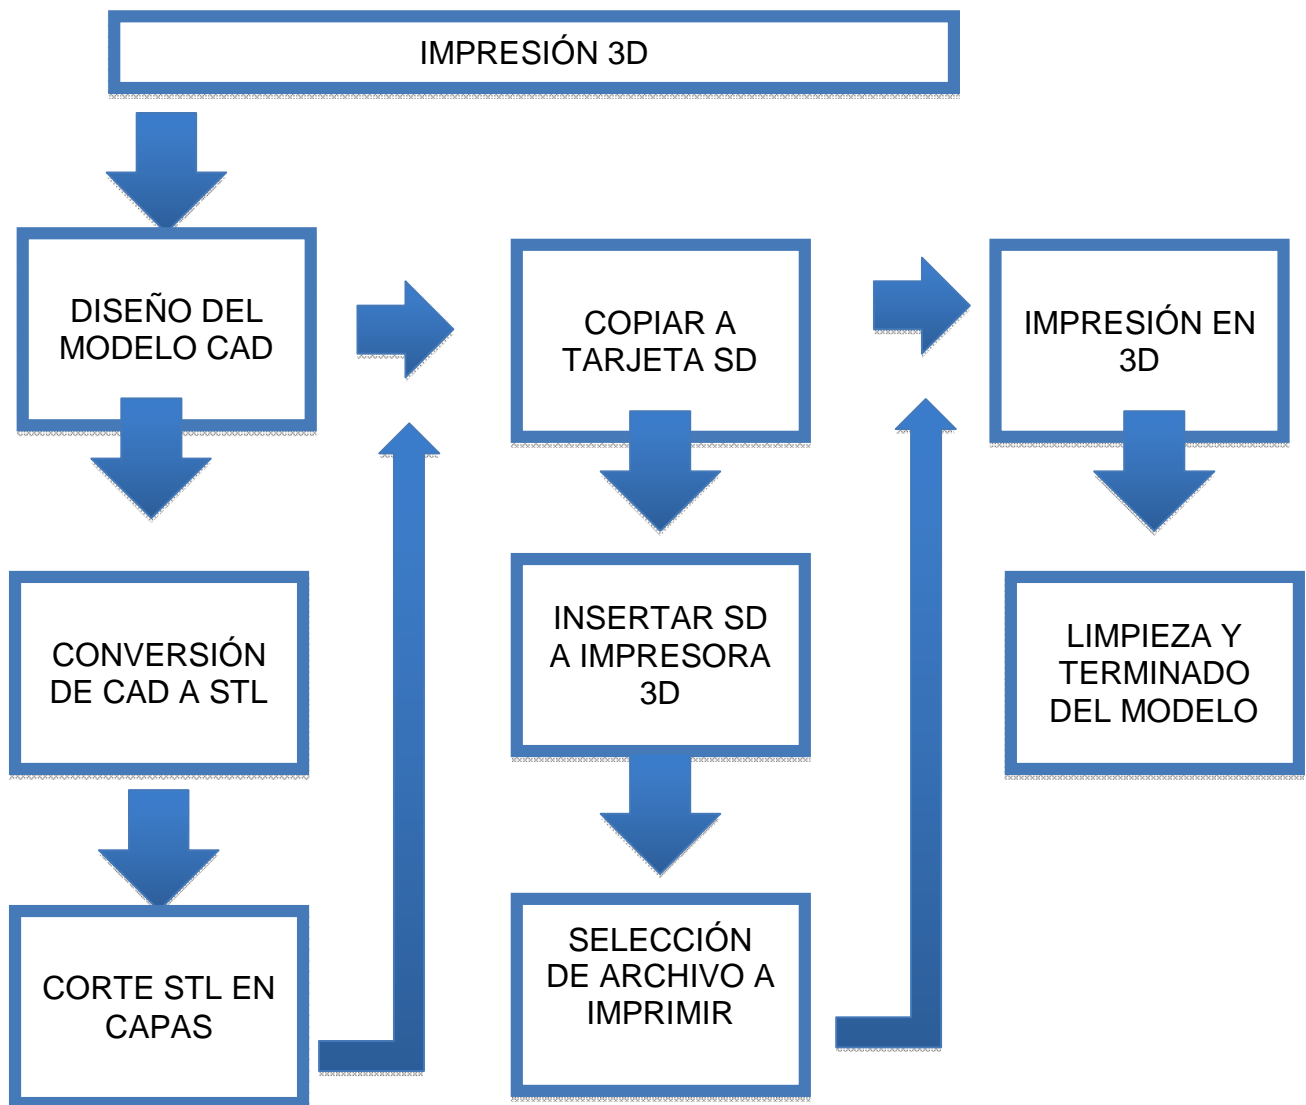 IMPRESIÓN 3D
DISEÑO DEL
MODELO CAD
CONVERSIÓN
DE CAD A STL
CORTE STL EN
CAPAS
COPIAR A
TARJETA SD
INSERTAR SD
A IMPRESORA
3D
SELECCIÓN
DE ARCHIVO A
IMPRIMIR
IMPRESIÓN EN
3D
LIMPIEZA Y
TERMINADO
DEL MODELO